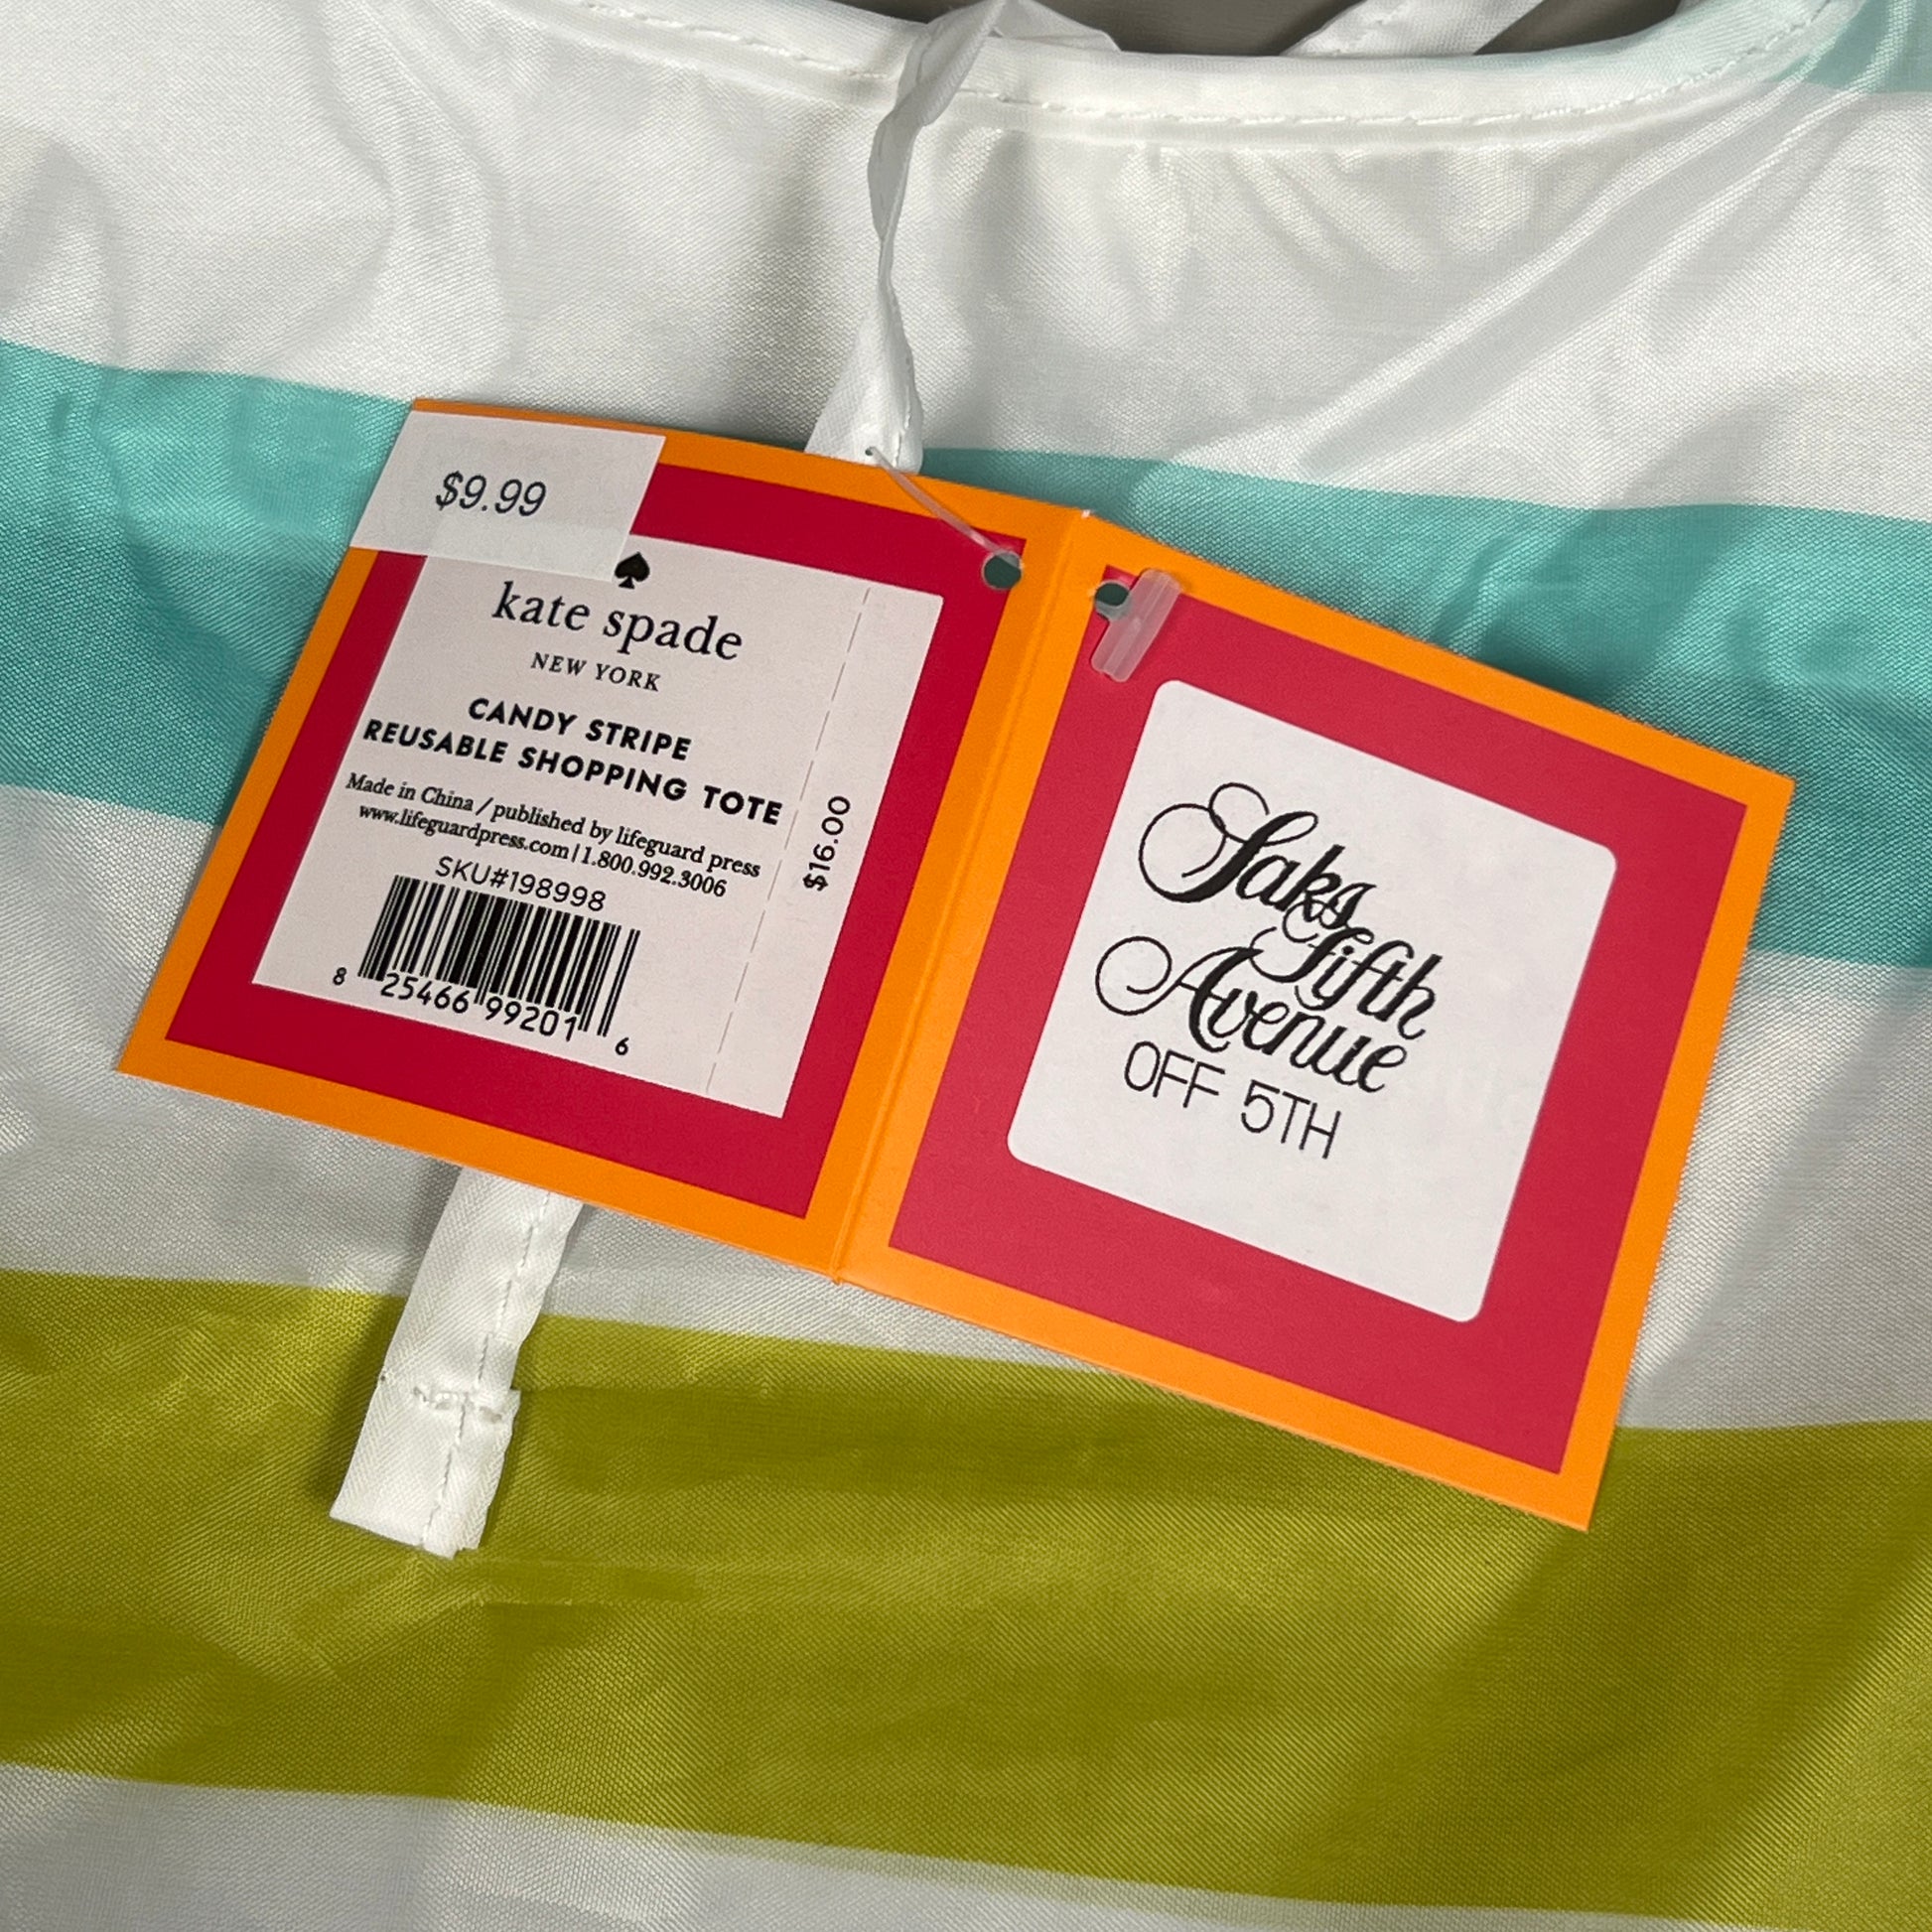 $9.99
kate spade
NEW YORK
CANDY STRIPE
REUSABLE SHOPPING TOTE
Made in China / published by lifeguard press
www.lifeguardpress.com | 1.800.992.3006
SKU#198998
8 25466 99201 6
$16.00
Saks
Fifth
Avenue
OFF 5TH